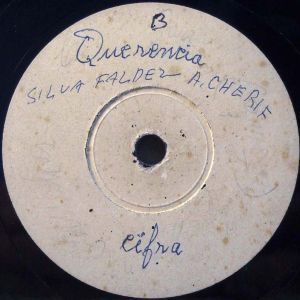 B
Querencia
SILVA FALDEZ A. CHERIF
cifra